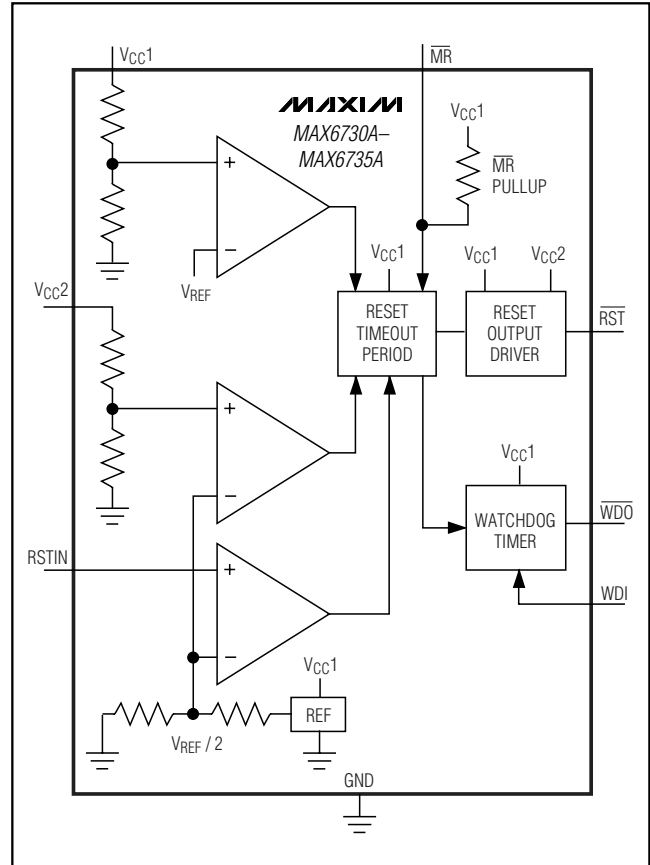 VCC1
MR
MAXIM
MAX6730A–
MAX6735A
VCC1
MR
PULLUP
+
−
VREF
VCC1
VCC1
VCC2
VCC2
RESET
TIMEOUT
PERIOD
RESET
OUTPUT
DRIVER
RST
+
−
VCC1
WATCHDOG
TIMER
WDO
WDI
RSTIN
+
−
VCC1
REF
VREF / 2
GND